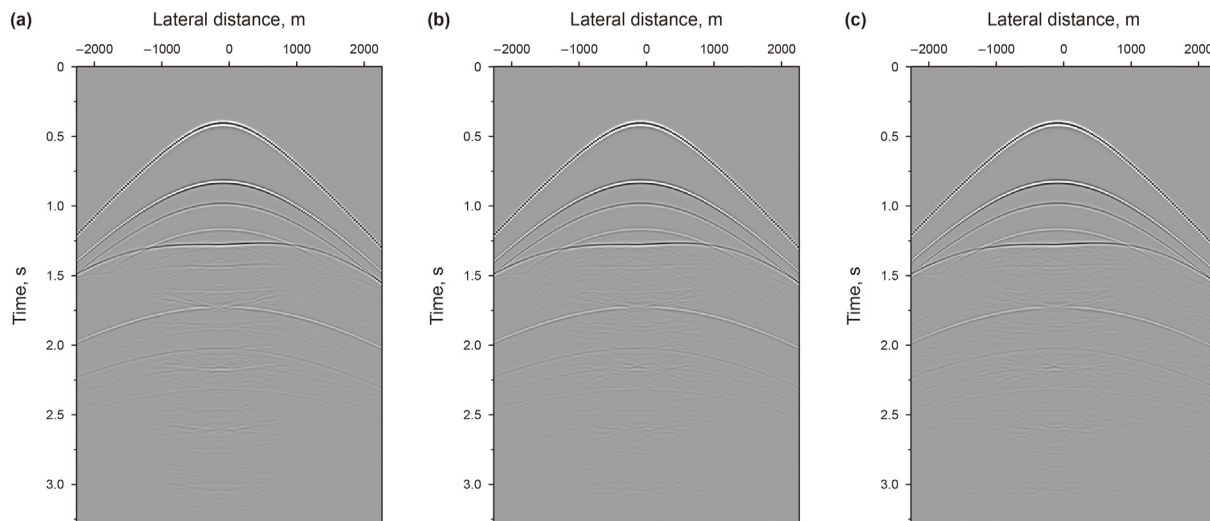 (a) Lateral distance, m
–2000 –1000 0 1000 2000
0
0.5
1.0
1.5
2.0
2.5
3.0
Time, s
(b) Lateral distance, m
–2000 –1000 0 1000 2000
0
0.5
1.0
1.5
2.0
2.5
3.0
Time, s
(c) Lateral distance, m
–2000 –1000 0 1000 2200
0
0.5
1.0
1.5
2.0
2.5
3.0
Time, s